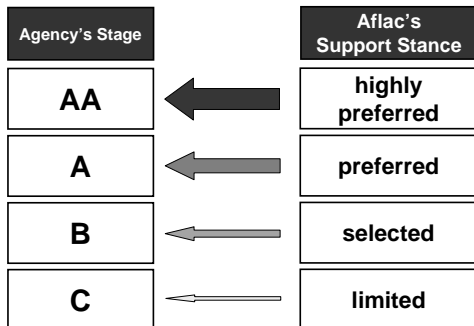 Agency's Stage
Aflac's
Support Stance
AA
highly
preferred
A
preferred
B
selected
C
limited